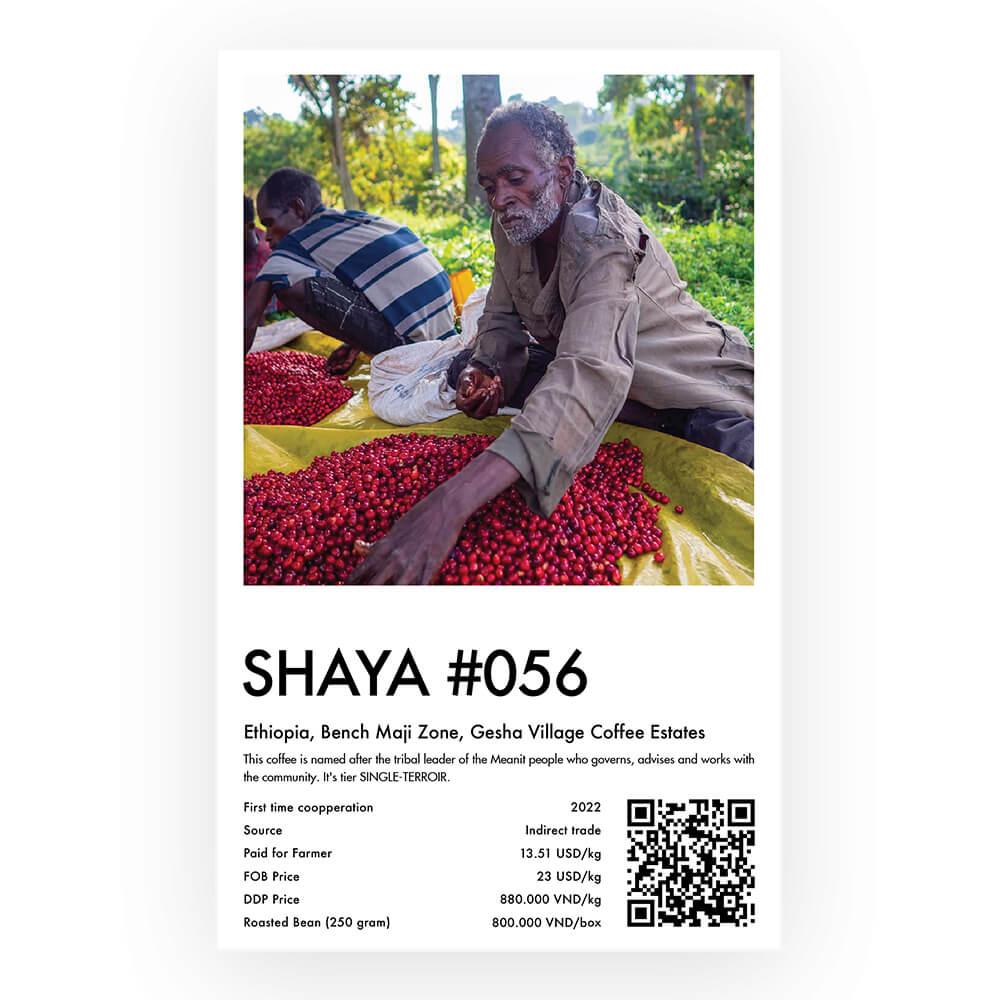 SHAYA #056
Ethiopia, Bench Maji Zone, Gesha Village Coffee Estates
This coffee is named after the tribal leader of the Meanit people who governs, advises and works with
the community. It's tier SINGLE-TERROIR.
First time coopperation 2022
Source Indirect trade
Paid for Farmer 13.51 USD/kg
FOB Price 23 USD/kg
DDP Price 880.000 VND/kg
Roasted Bean (250 gram) 800.000 VND/box